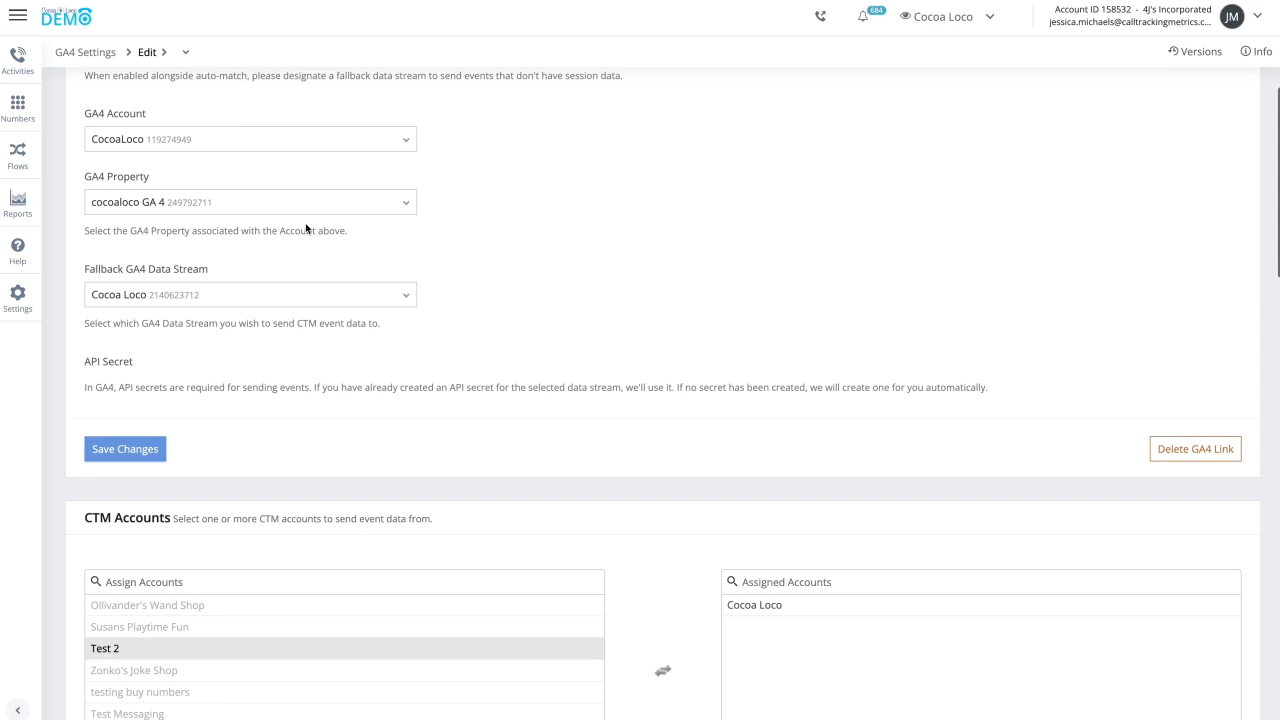 Cocoa Loco
DEMO
684
Cocoa Loco
Account ID 158532 - 4J's Incorporated
jessica.michaels@calltrackingmetrics.c...
JM
GA4 Settings
Edit
Versions
Info
Activities
Numbers
Flows
Reports
Help
Settings
When enabled alongside auto-match, please designate a fallback data stream to send events that don't have session data.
GA4 Account
CocoaLoco 119274949
GA4 Property
cocoaloco GA 4 249792711
Select the GA4 Property associated with the Account above.
Fallback GA4 Data Stream
Cocoa Loco 2140623712
Select which GA4 Data Stream you wish to send CTM event data to.
API Secret
In GA4, API secrets are required for sending events. If you have already created an API secret for the selected data stream, we'll use it. If no secret has been created, we will create one for you automatically.
Save Changes
Delete GA4 Link
CTM Accounts Select one or more CTM accounts to send event data from.
Assign Accounts
Ollivander's Wand Shop
Susans Playtime Fun
Test 2
Zonko's Joke Shop
testing buy numbers
Test Messaging
Assigned Accounts
Cocoa Loco